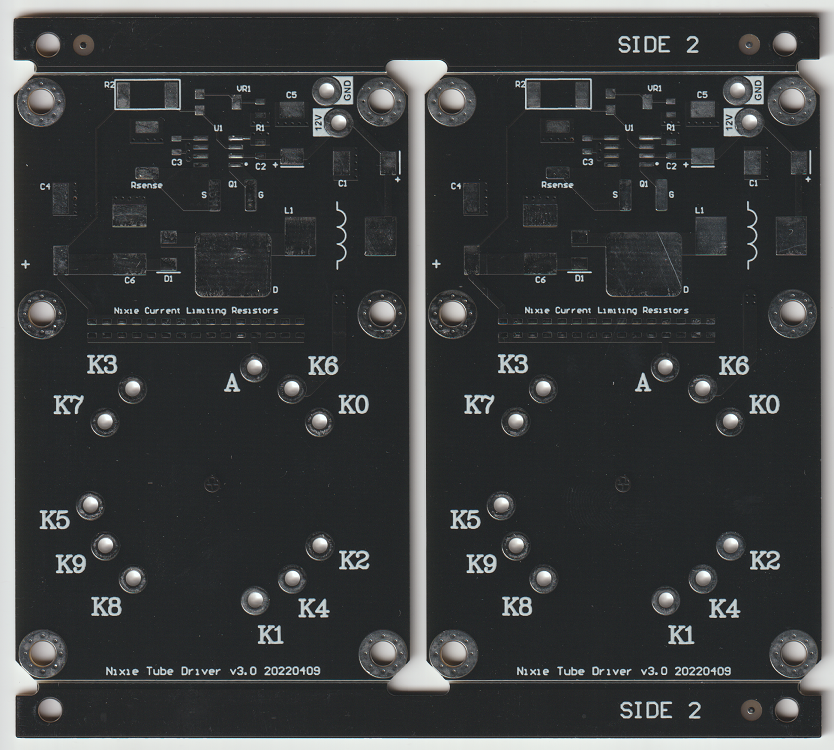 SIDE 2
R2
VR1
C5
GND
12V
U1
R1
C3
C2
+
Rsense
S
Q1
G
C1
+
C4
L1
+
C6
D1
D
Nixie Current Limiting Resistors
K3
A
K6
K7
K0
K5
K9
K2
K8
K4
K1
Nixie Tube Driver v3.0 20220409
R2
VR1
C5
GND
12V
U1
R1
C3
C2
+
Rsense
S
Q1
G
C1
+
C4
L1
+
C6
D1
D
Nixie Current Limiting Resistors
K3
A
K6
K7
K0
K5
K9
K2
K8
K4
K1
Nixie Tube Driver v3.0 20220409
SIDE 2